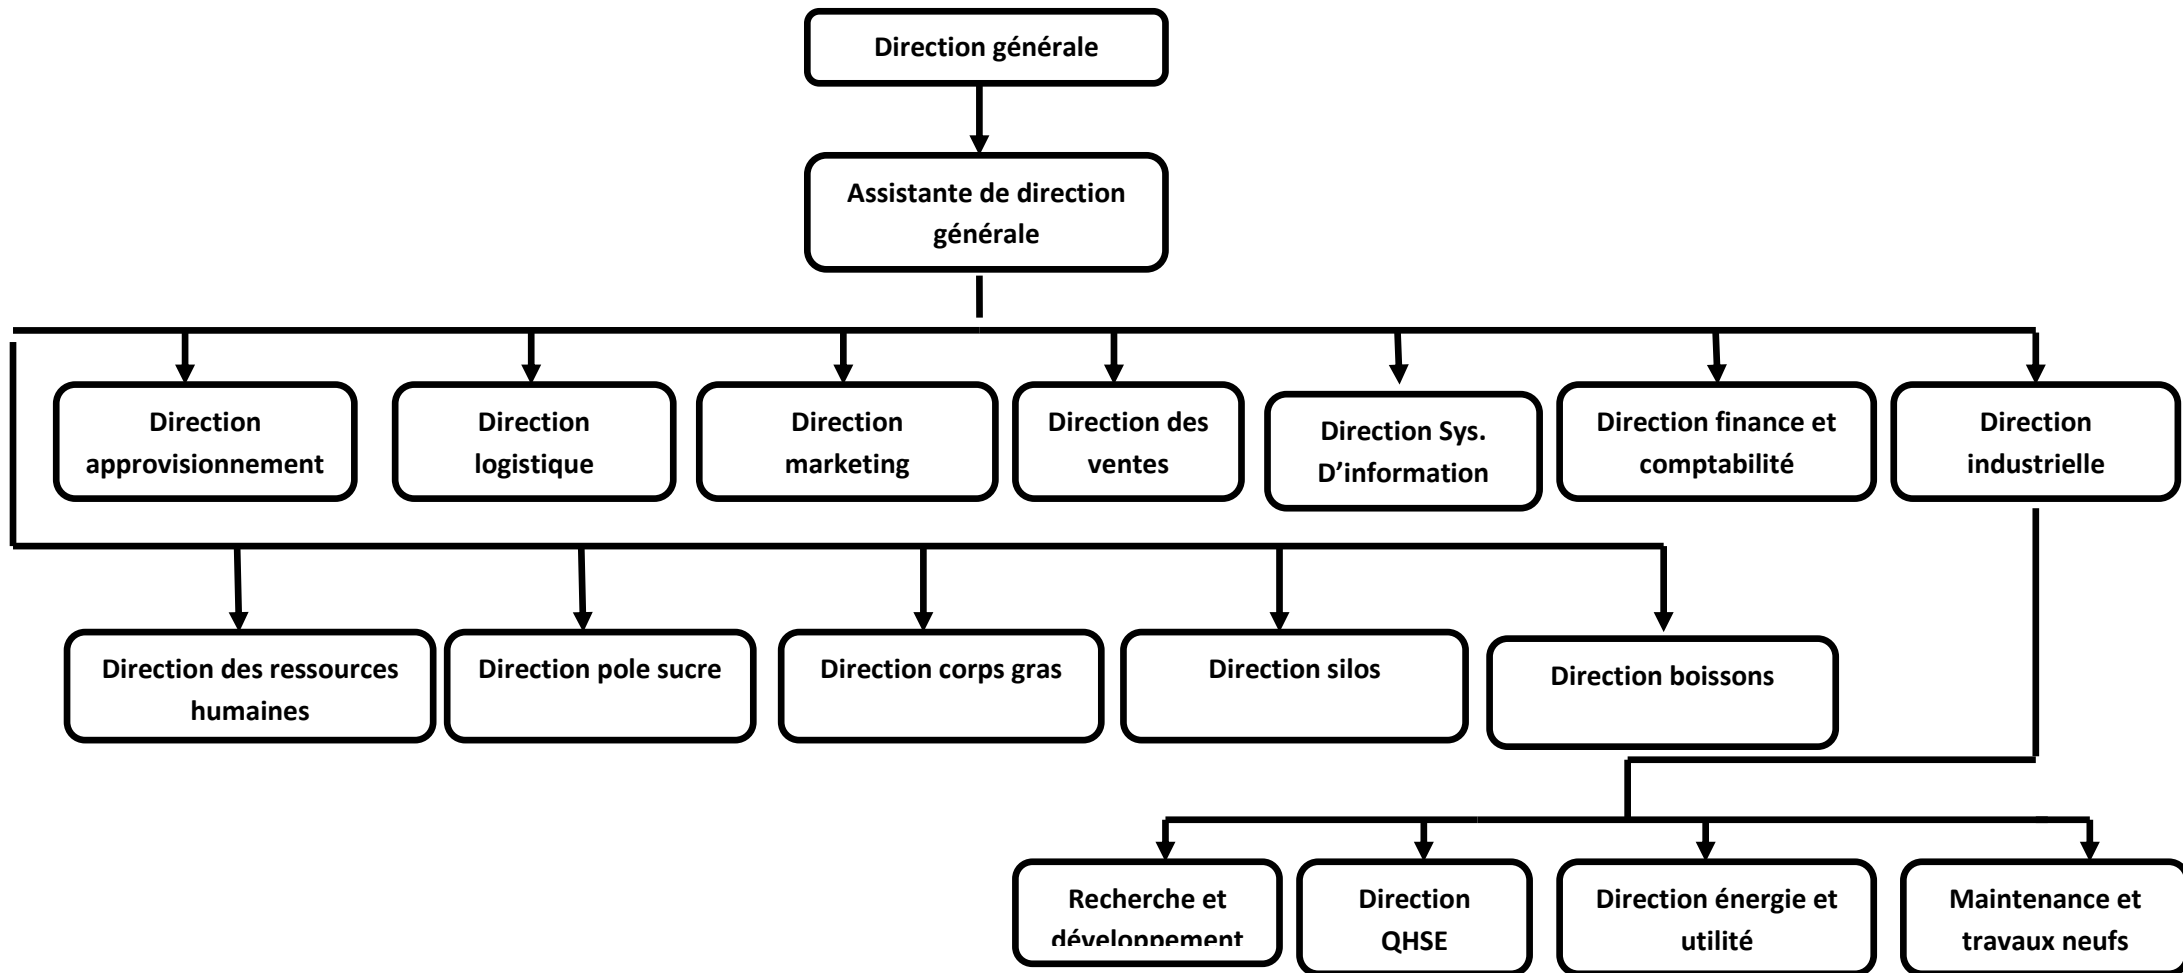 Direction générale
Assistante de direction
générale
Direction
approvisionnement
Direction
logistique
Direction
marketing
Direction des
ventes
Direction Sys.
D’information
Direction finance et
comptabilité
Direction
industrielle
Direction des ressources
humaines
Direction pole sucre
Direction corps gras
Direction silos
Direction boissons
Recherche et
développement
Direction
QHSE
Direction énergie et
utilité
Maintenance et
travaux neufs